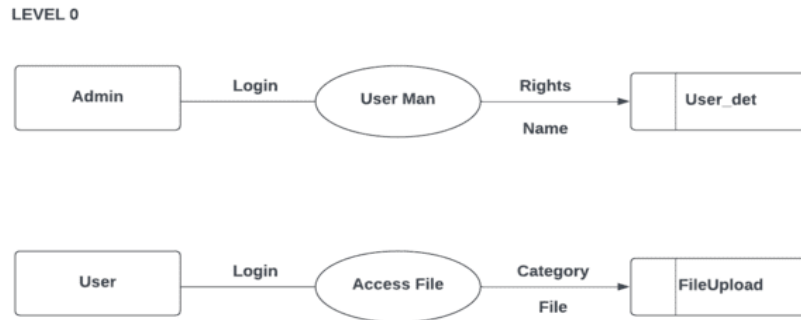 LEVEL 0
Admin
Login
User Man
Rights
Name
User_det
User
Login
Access File
Category
File
FileUpload